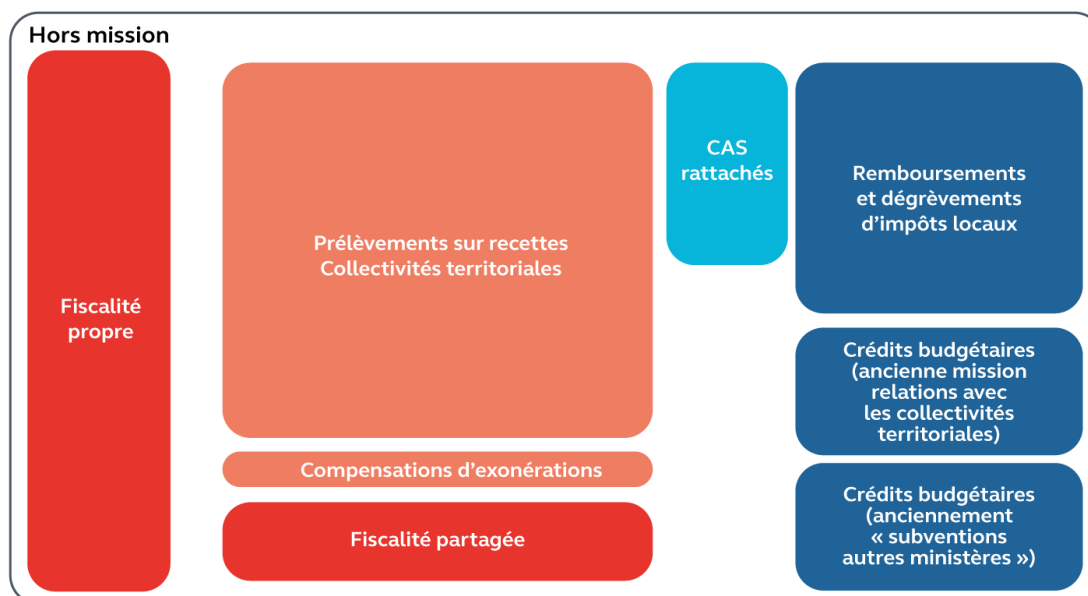 Hors mission
Fiscalité
propre
Prélèvements sur recettes
Collectivités territoriales
Compensations d'exonérations
Fiscalité partagée
CAS
rattachés
Remboursements
et dégrèvements
d'impôts locaux
Crédits budgétaires
(ancienne mission
relations avec
les collectivités
territoriales)
Crédits budgétaires
(anciennement
« subventions
autres ministères »)